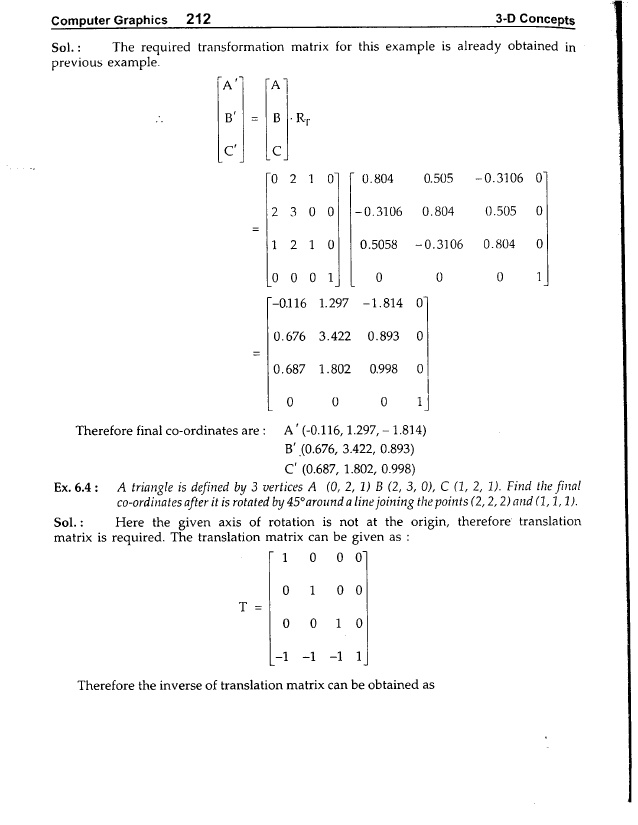 Computer Graphics 212 3-D Concepts
Sol. : The required transformation matrix for this example is already obtained in
previous example.
∴ [A′ B′ C′] = [A B C] · R_T
= [0 2 1 0] [0.804 0.505 −0.3106 0]
[2 3 0 0] [−0.3106 0.804 0.505 0]
[1 2 1 0] [0.5058 −0.3106 0.804 0]
[0 0 0 1] [0 0 0 1]
= [−0.116 1.297 −1.814 0]
[0.676 3.422 0.893 0]
[0.687 1.802 0.998 0]
[0 0 0 1]
Therefore final co-ordinates are : A′ (-0.116, 1.297, − 1.814)
B′ (0.676, 3.422, 0.893)
C′ (0.687, 1.802, 0.998)
Ex. 6.4 : A triangle is defined by 3 vertices A (0, 2, 1) B (2, 3, 0), C (1, 2, 1). Find the final
co-ordinates after it is rotated by 45° around a line joining the points (2, 2, 2) and (1, 1, 1).
Sol. : Here the given axis of rotation is not at the origin, therefore translation
matrix is required. The translation matrix can be given as :
T = [1 0 0 0]
[0 1 0 0]
[0 0 1 0]
[−1 −1 −1 1]
Therefore the inverse of translation matrix can be obtained as